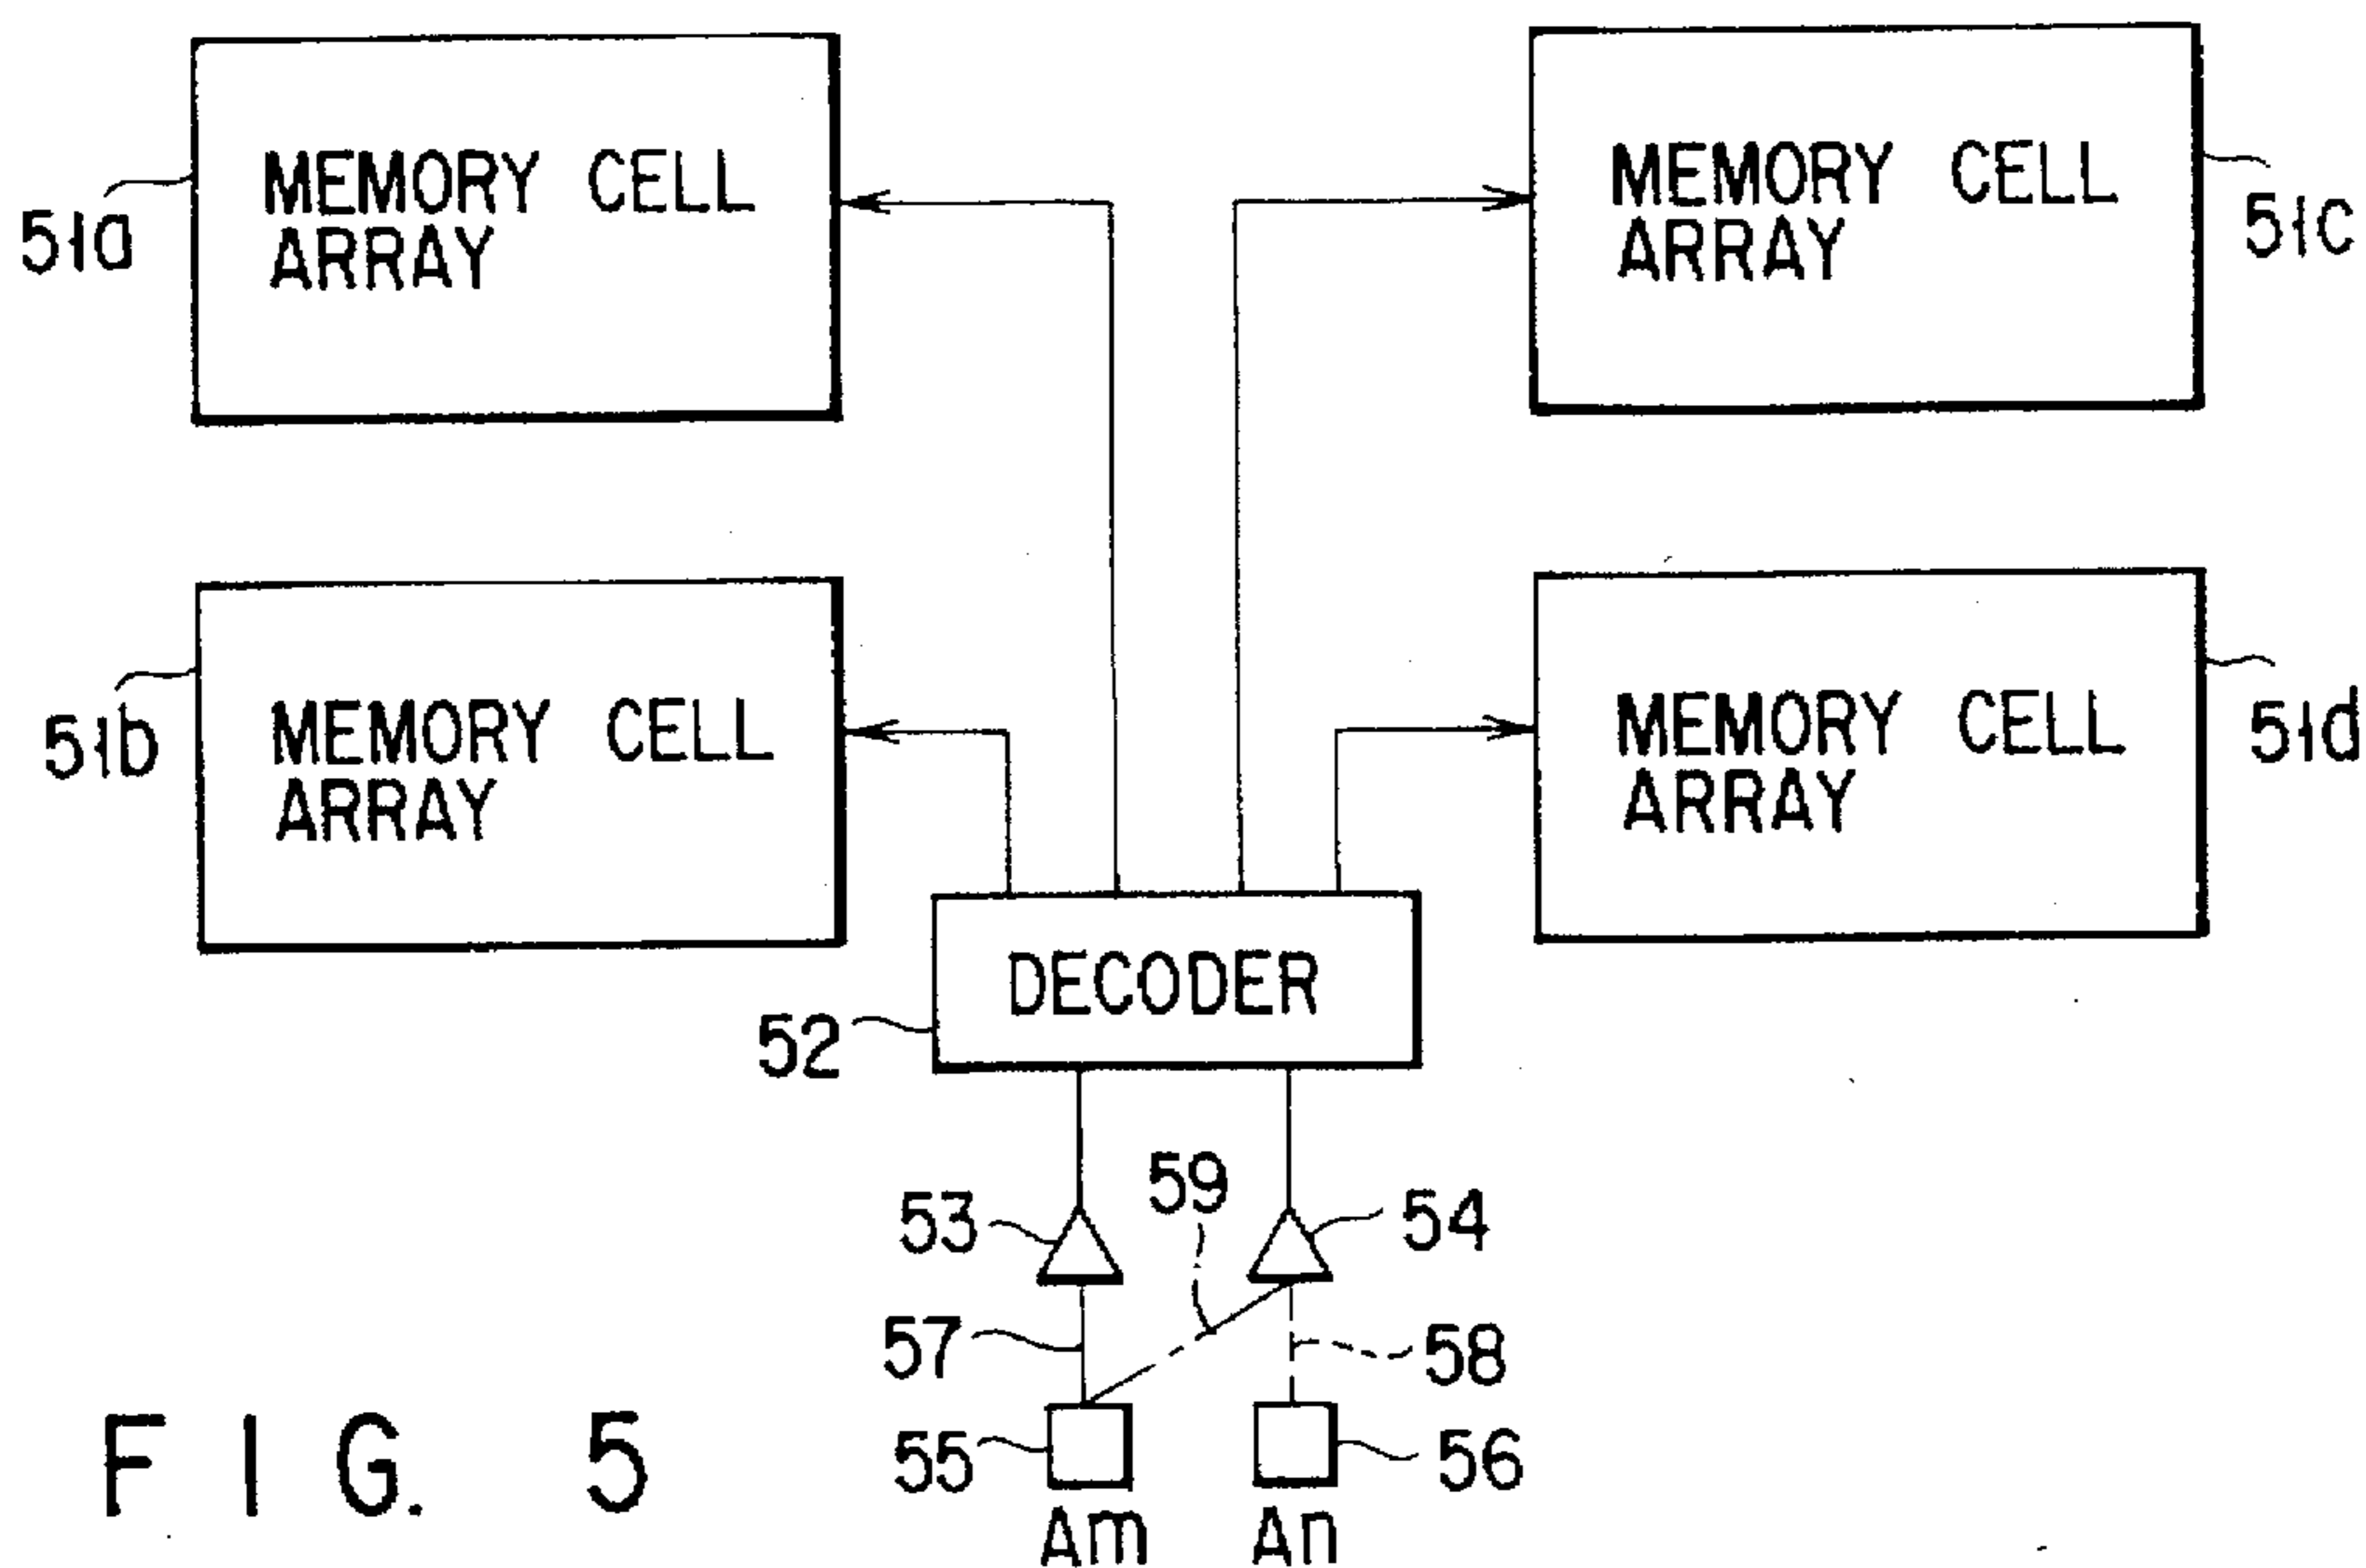 MEMORY CELL
ARRAY
51a
MEMORY CELL
ARRAY
51c
MEMORY CELL
ARRAY
51b
MEMORY CELL
ARRAY
51d
DECODER
52
53
59
54
57
58
55
56
Am
An
FIG. 5